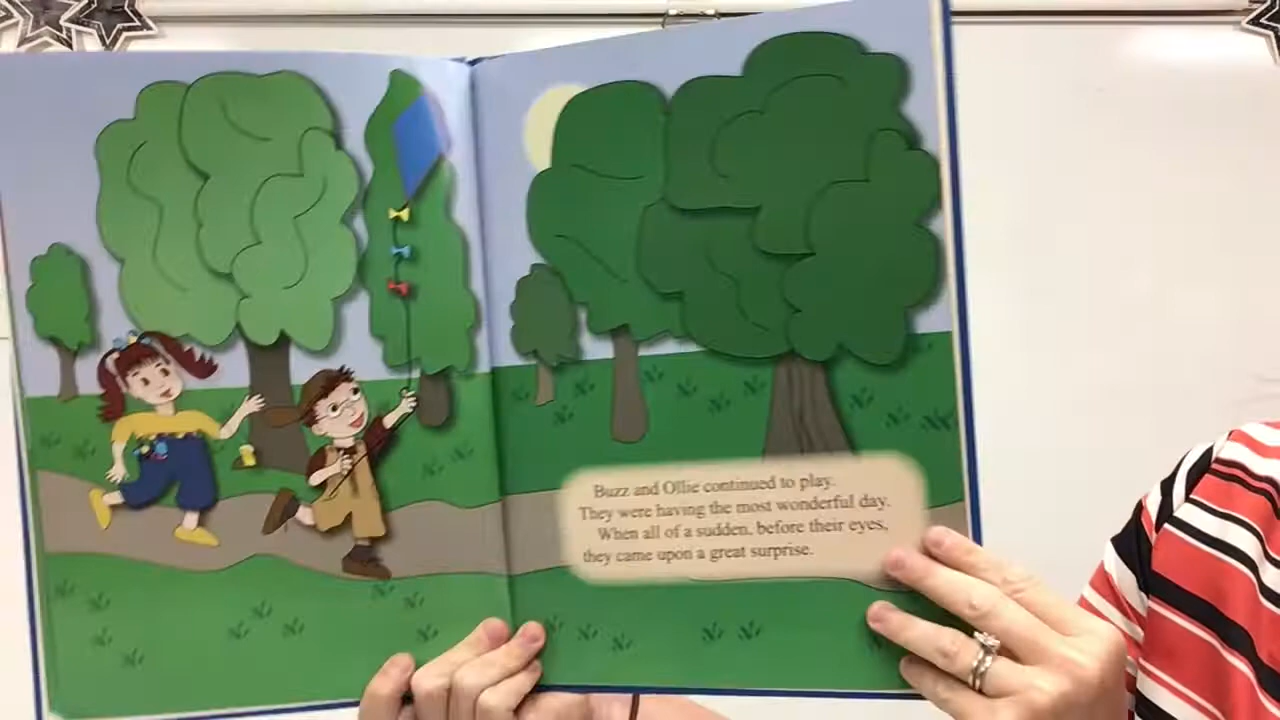 Buzz and Ollie continued to play.
They were having the most wonderful day.
When all of a sudden, before their eyes,
they came upon a great surprise.